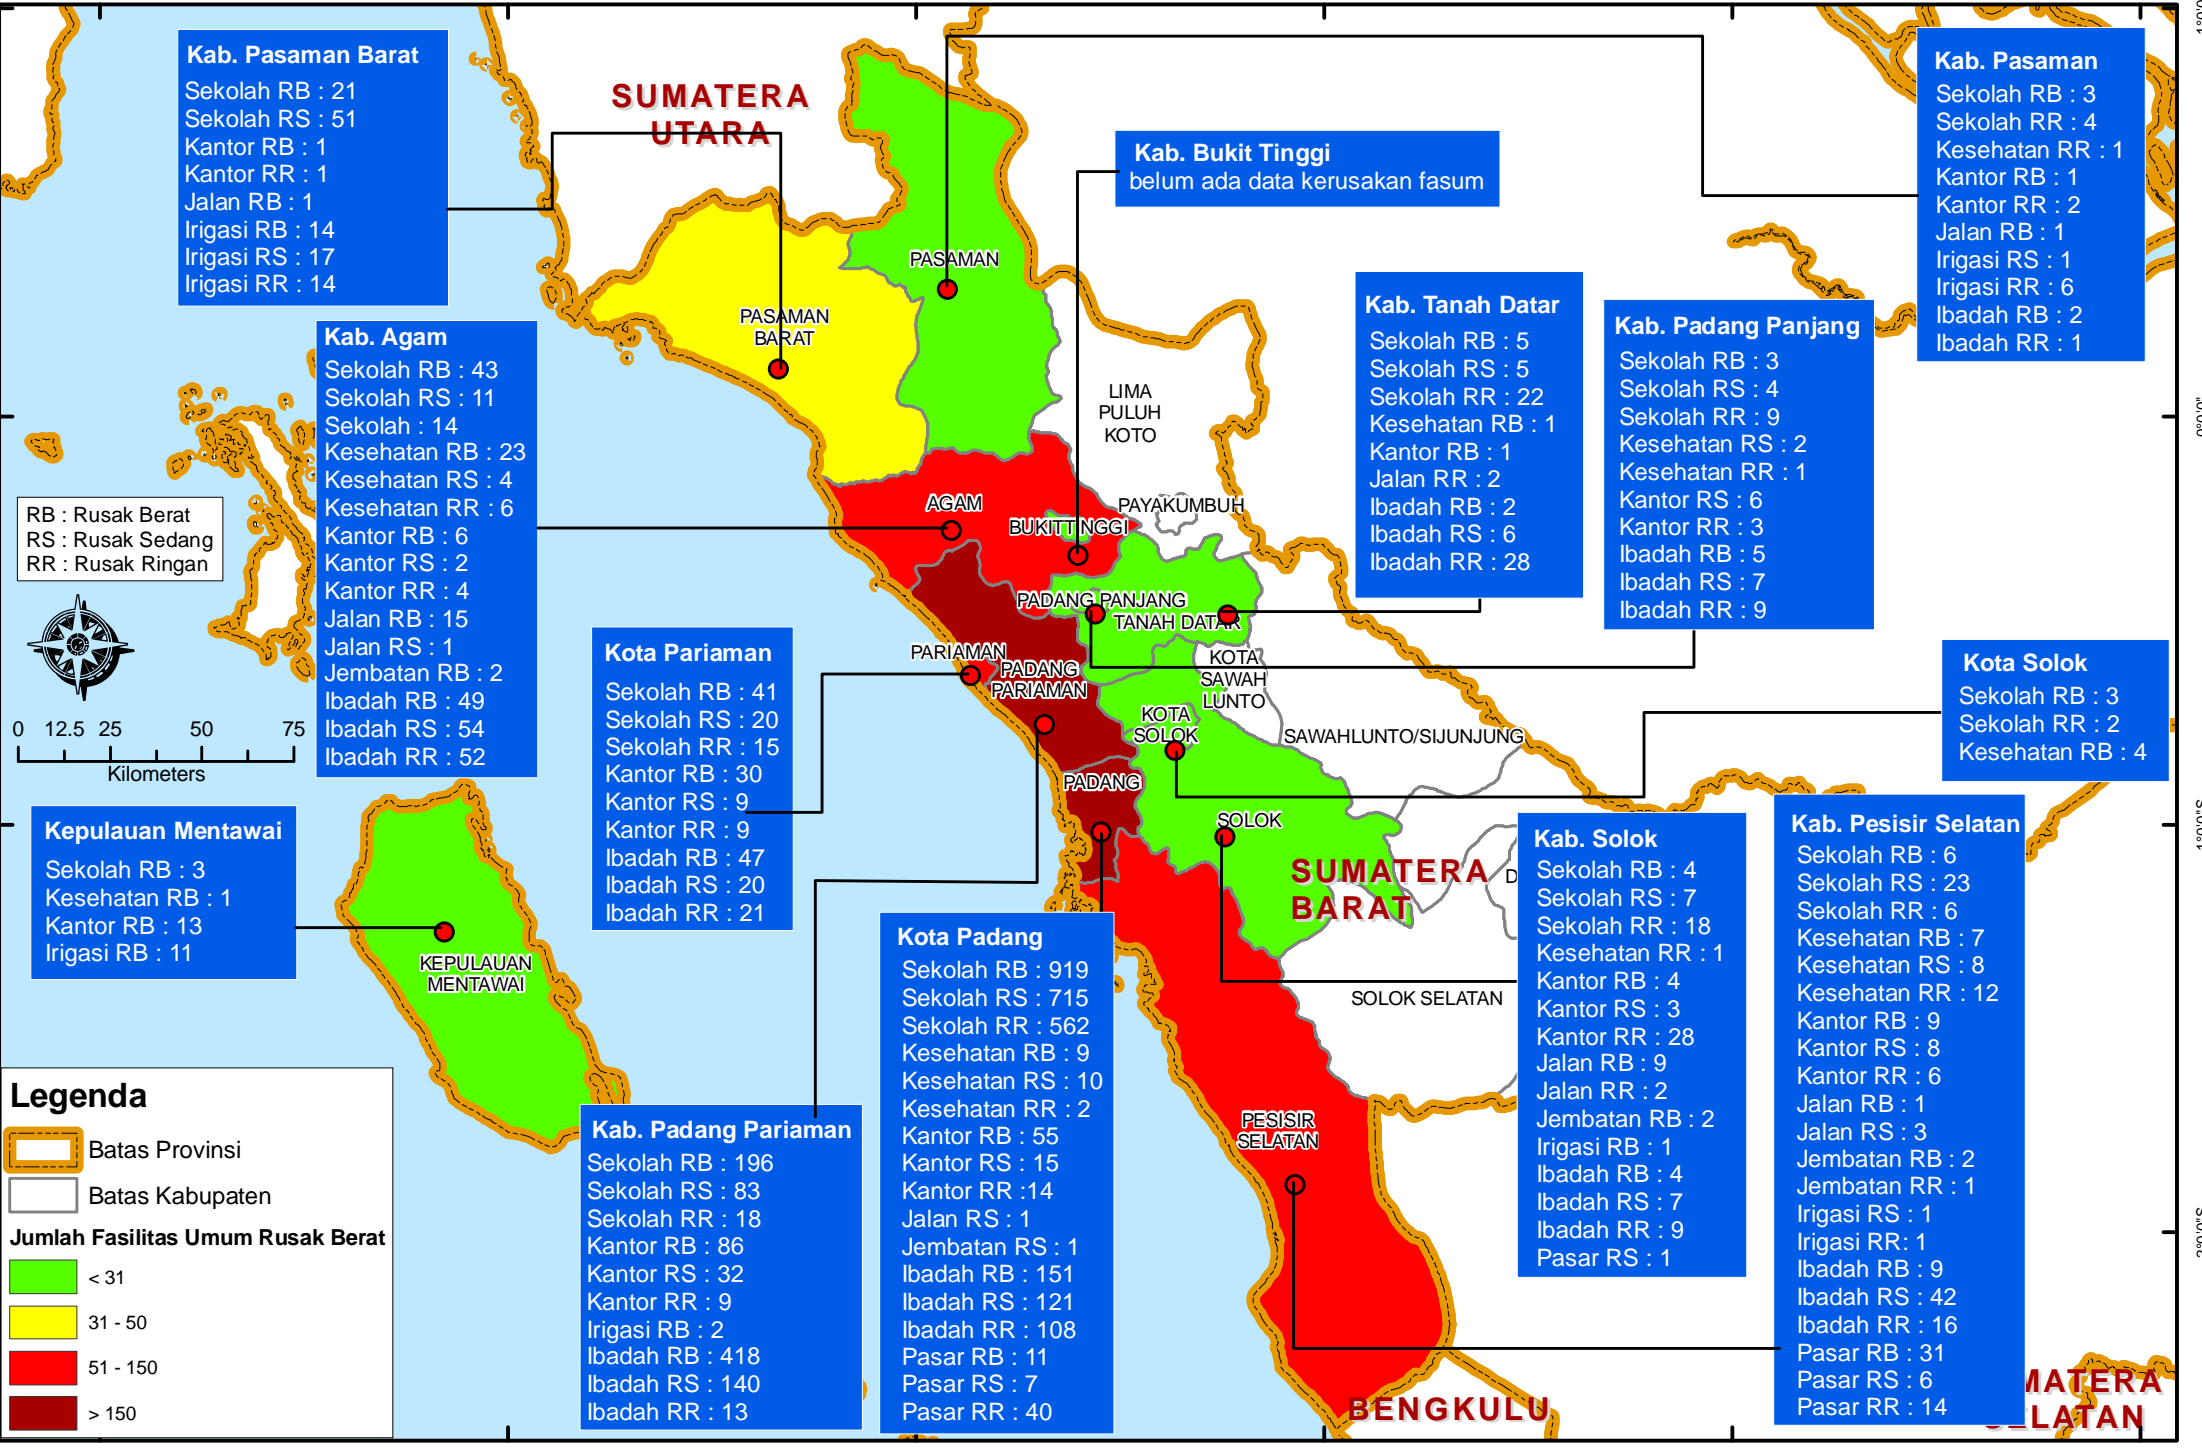 Kab. Pasaman Barat
Sekolah RB : 21
Sekolah RS : 51
Kantor RB : 1
Kantor RR : 1
Jalan RB : 1
Irigasi RB : 14
Irigasi RS : 17
Irigasi RR : 14
SUMATERA
UTARA
Kab. Bukit Tinggi
belum ada data kerusakan fasum
Kab. Pasaman
Sekolah RB : 3
Sekolah RR : 4
Kesehatan RR : 1
Kantor RB : 1
Kantor RR : 2
Jalan RB : 1
Irigasi RS : 1
Irigasi RR : 6
Ibadah RB : 2
Ibadah RR : 1
Kab. Agam
Sekolah RB : 43
Sekolah RS : 11
Sekolah : 14
Kesehatan RB : 23
Kesehatan RS : 4
Kesehatan RR : 6
Kantor RB : 6
Kantor RS : 2
Kantor RR : 4
Jalan RB : 15
Jalan RS : 1
Jembatan RB : 2
Ibadah RB : 49
Ibadah RS : 54
Ibadah RR : 52
Kab. Tanah Datar
Sekolah RB : 5
Sekolah RS : 5
Sekolah RR : 22
Kesehatan RB : 1
Kantor RB : 1
Jalan RR : 2
Ibadah RB : 2
Ibadah RS : 6
Ibadah RR : 28
Kab. Padang Panjang
Sekolah RB : 3
Sekolah RS : 4
Sekolah RR : 9
Kesehatan RS : 2
Kesehatan RR : 1
Kantor RS : 6
Kantor RR : 3
Ibadah RB : 5
Ibadah RS : 7
Ibadah RR : 9
PASAMAN
PASAMAN
BARAT
LIMA
PULUH
KOTO
AGAM
BUKITTINGGI
PAYAKUMBUH
PADANG PANJANG
TANAH DATAR
PARIAMAN
PADANG
PARIAMAN
KOTA
SAWAH
LUNTO
KOTA
SOLOK
SAWAHLUNTO/SIJUNJUNG
PADANG
SOLOK
SUMATERA
BARAT
D
SOLOK SELATAN
PESISIR
SELATAN
KEPULAUAN
MENTAWAI
BENGKULU
MATERA
SELATAN
RB : Rusak Berat
RS : Rusak Sedang
RR : Rusak Ringan
0 12.5 25 50 75
Kilometers
Kota Pariaman
Sekolah RB : 41
Sekolah RS : 20
Sekolah RR : 15
Kantor RB : 30
Kantor RS : 9
Kantor RR : 9
Ibadah RB : 47
Ibadah RS : 20
Ibadah RR : 21
Kota Solok
Sekolah RB : 3
Sekolah RR : 2
Kesehatan RB : 4
Kepulauan Mentawai
Sekolah RB : 3
Kesehatan RB : 1
Kantor RB : 13
Irigasi RB : 11
Kota Padang
Sekolah RB : 919
Sekolah RS : 715
Sekolah RR : 562
Kesehatan RB : 9
Kesehatan RS : 10
Kesehatan RR : 2
Kantor RB : 55
Kantor RS : 15
Kantor RR :14
Jalan RS : 1
Jembatan RS : 1
Ibadah RB : 151
Ibadah RS : 121
Ibadah RR : 108
Pasar RB : 11
Pasar RS : 7
Pasar RR : 40
Kab. Solok
Sekolah RB : 4
Sekolah RS : 7
Sekolah RR : 18
Kesehatan RR : 1
Kantor RB : 4
Kantor RS : 3
Kantor RR : 28
Jalan RB : 9
Jalan RR : 2
Jembatan RB : 2
Irigasi RB : 1
Ibadah RB : 4
Ibadah RS : 7
Ibadah RR : 9
Pasar RS : 1
Kab. Pesisir Selatan
Sekolah RB : 6
Sekolah RS : 23
Sekolah RR : 6
Kesehatan RB : 7
Kesehatan RS : 8
Kesehatan RR : 12
Kantor RB : 9
Kantor RS : 8
Kantor RR : 6
Jalan RB : 1
Jalan RS : 3
Jembatan RB : 2
Jembatan RR : 1
Irigasi RS : 1
Irigasi RR: 1
Ibadah RB : 9
Ibadah RS : 42
Ibadah RR : 16
Pasar RB : 31
Pasar RS : 6
Pasar RR : 14
Kab. Padang Pariaman
Sekolah RB : 196
Sekolah RS : 83
Sekolah RR : 18
Kantor RB : 86
Kantor RS : 32
Kantor RR : 9
Irigasi RB : 2
Ibadah RB : 418
Ibadah RS : 140
Ibadah RR : 13
Legenda
Batas Provinsi
Batas Kabupaten
Jumlah Fasilitas Umum Rusak Berat
< 31
31 - 50
51 - 150
> 150